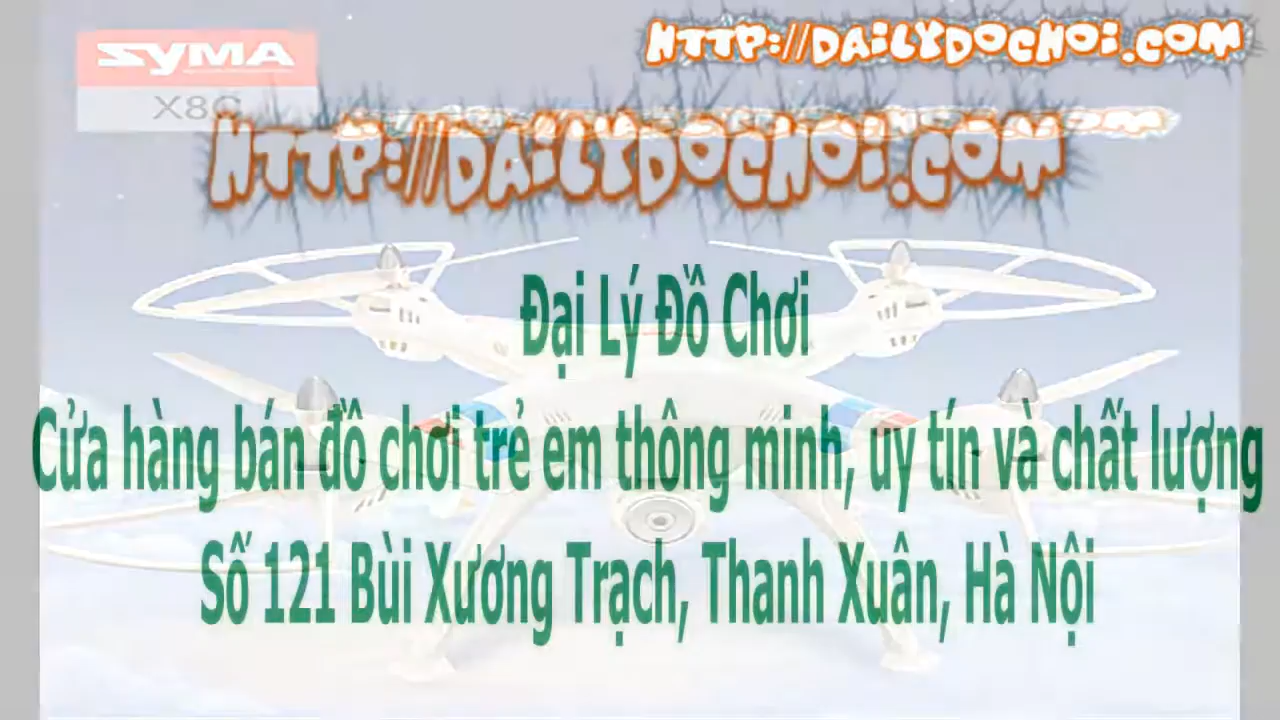 SYMA
HTTP://DAILYDOCHOI.COM
X8C
HTTP://DAILYDOCHOI.COM
Đại Lý Đồ Chơi
Cửa hàng bán đồ chơi trẻ em thông minh, uy tín và chất lượng
Số 121 Bùi Xương Trạch, Thanh Xuân, Hà Nội